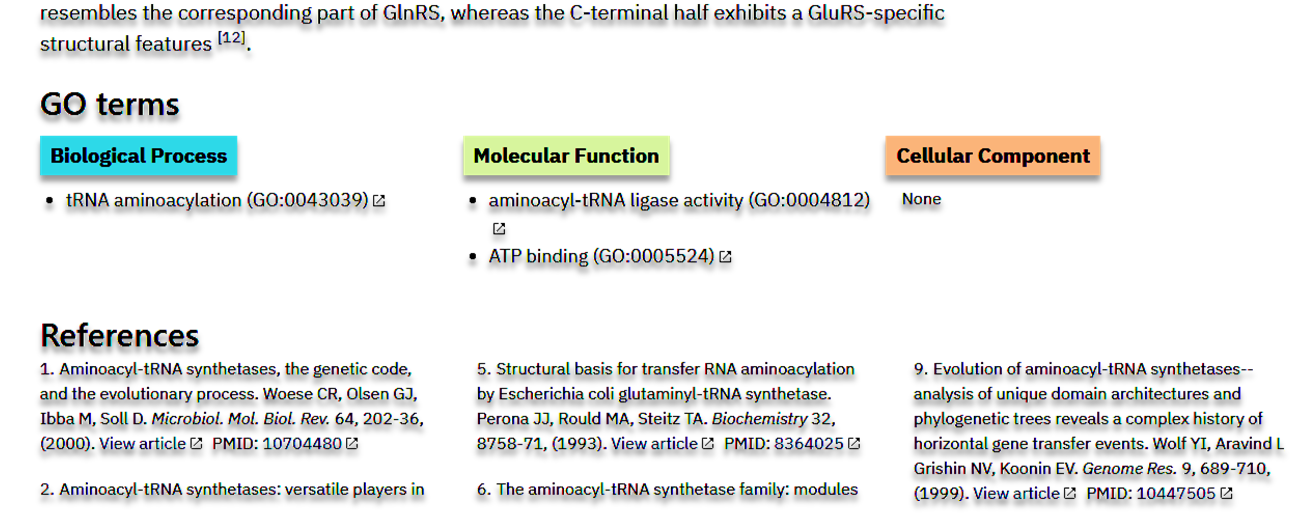 resembles the corresponding part of GlnRS, whereas the C-terminal half exhibits a GluRS-specific
structural features [12].
GO terms
Biological Process
tRNA aminoacylation (GO:0043039)
Molecular Function
aminoacyl-tRNA ligase activity (GO:0004812)
ATP binding (GO:0005524)
Cellular Component
None
References
1. Aminoacyl-tRNA synthetases, the genetic code,
and the evolutionary process. Woese CR, Olsen GJ,
Ibba M, Soll D. Microbiol. Mol. Biol. Rev. 64, 202-36,
(2000). View article PMID: 10704480
2. Aminoacyl-tRNA synthetases: versatile players in
5. Structural basis for transfer RNA aminoacylation
by Escherichia coli glutaminyl-tRNA synthetase.
Perona JJ, Rould MA, Steitz TA. Biochemistry 32,
8758-71, (1993). View article PMID: 8364025
6. The aminoacyl-tRNA synthetase family: modules
9. Evolution of aminoacyl-tRNA synthetases--
analysis of unique domain architectures and
phylogenetic trees reveals a complex history of
horizontal gene transfer events. Wolf YI, Aravind L
Grishin NV, Koonin EV. Genome Res. 9, 689-710,
(1999). View article PMID: 10447505